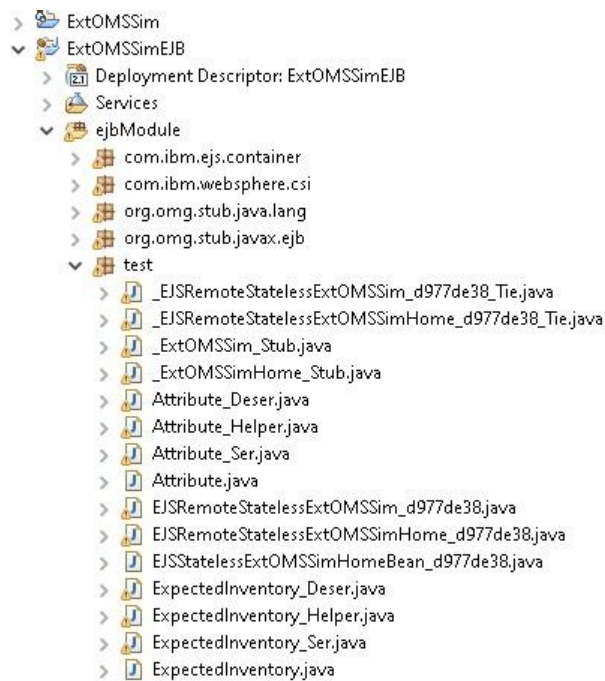 ExtOMSSim
ExtOMSSimEJB
2.1 Deployment Descriptor: ExtOMSSimEJB
Services
ejbModule
com.ibm.ejs.container
com.ibm.websphere.csi
org.omg.stub.java.lang
org.omg.stub.javax.ejb
test
_EJSRemoteStatelessExtOMSSim_d977de38_Tie.java
_EJSRemoteStatelessExtOMSSimHome_d977de38_Tie.java
_ExtOMSSim_Stub.java
_ExtOMSSimHome_Stub.java
Attribute_Deser.java
Attribute_Helper.java
Attribute_Ser.java
Attribute.java
EJSRemoteStatelessExtOMSSim_d977de38.java
EJSRemoteStatelessExtOMSSimHome_d977de38.java
EJSStatelessExtOMSSimHomeBean_d977de38.java
ExpectedInventory_Deser.java
ExpectedInventory_Helper.java
ExpectedInventory_Ser.java
ExpectedInventory.java